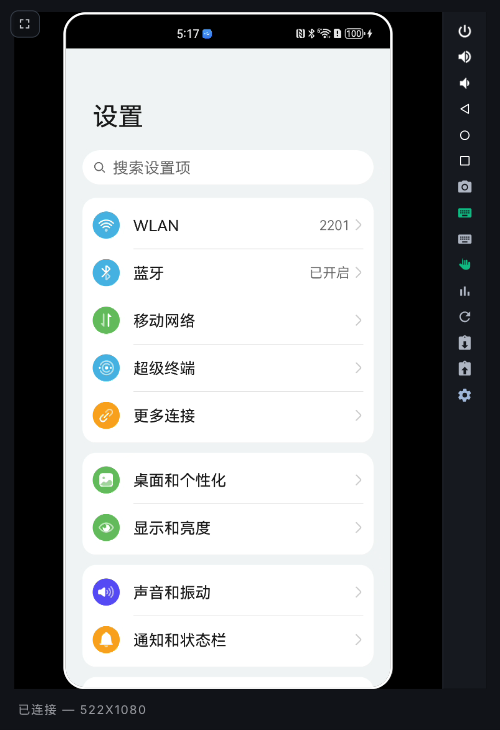 5:17
100
设置
搜索设置项
WLAN 2201
蓝牙 已开启
移动网络
超级终端
更多连接
桌面和个性化
显示和亮度
声音和振动
通知和状态栏
已连接 — 522X1080